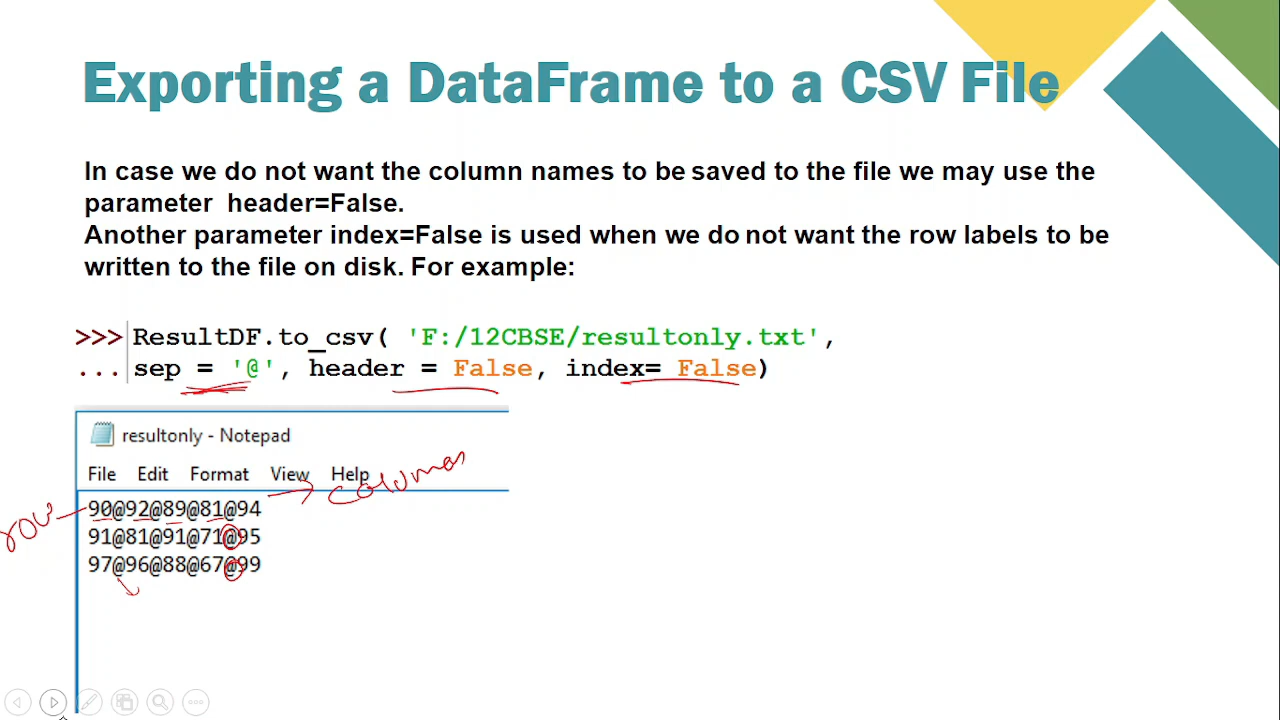 Exporting a DataFrame to a CSV File
In case we do not want the column names to be saved to the file we may use the
parameter header=False.
Another parameter index=False is used when we do not want the row labels to be
written to the file on disk. For example:
>>> ResultDF.to_csv( 'F:/12CBSE/resultonly.txt',
... sep = '@', header = False, index= False)
resultonly - Notepad
File Edit Format View Help
columns
row
90@92@89@81@94
91@81@91@71@95
97@96@88@67@99